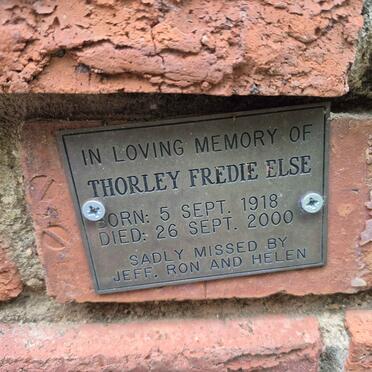 IN LOVING MEMORY OF
THORLEY FREDIE ELSE
BORN: 5 SEPT. 1918
DIED: 26 SEPT. 2000
SADLY MISSED BY
JEFF. RON AND HELEN